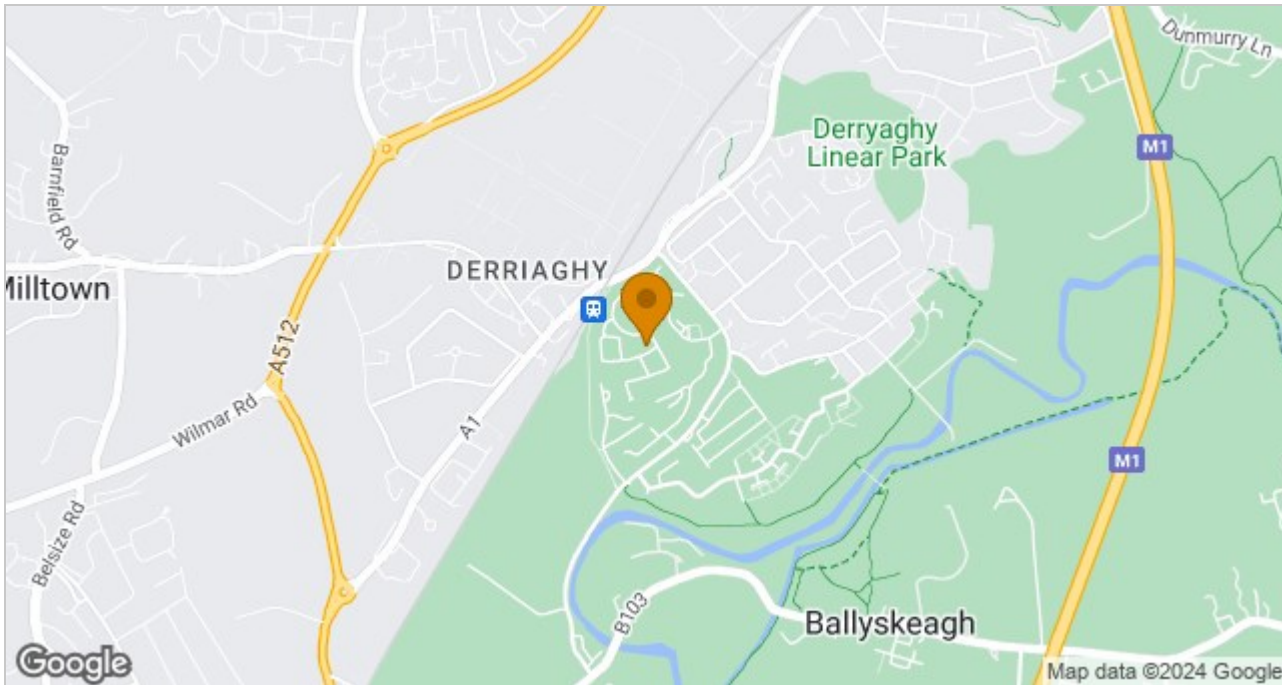 Dunmurry Ln
Derryaghy
Linear Park
M1
Barnfield Rd
DERRIAGHY
Milltown
A512
Wilmar Rd
A1
M1
Belsize Rd
B103
Ballyskeagh
Google
Map data ©2024 Google